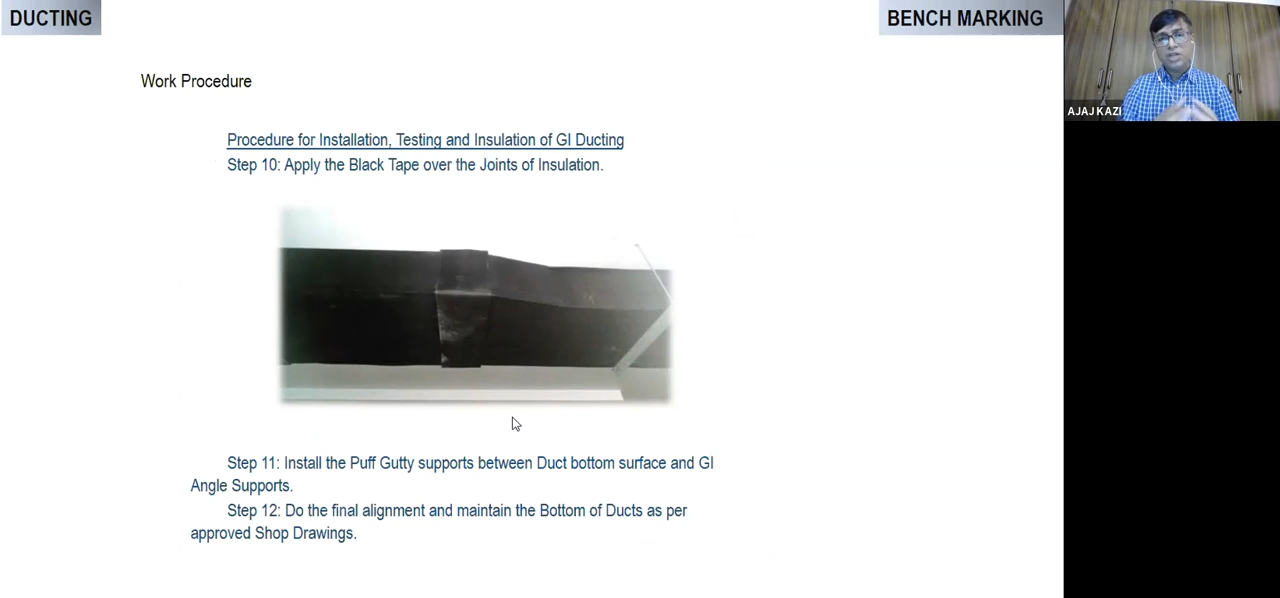 DUCTING
BENCH MARKING
AJAJ KAZI
Work Procedure
Procedure for Installation, Testing and Insulation of GI Ducting
Step 10: Apply the Black Tape over the Joints of Insulation.
Step 11: Install the Puff Gutty supports between Duct bottom surface and GI
Angle Supports.
Step 12: Do the final alignment and maintain the Bottom of Ducts as per
approved Shop Drawings.